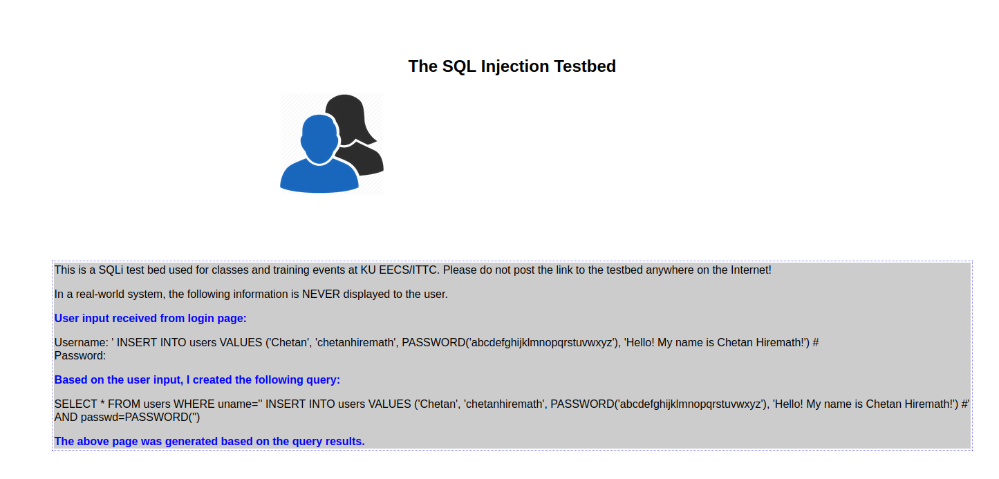 The SQL Injection Testbed
This is a SQLi test bed used for classes and training events at KU EECS/ITTC. Please do not post the link to the testbed anywhere on the Internet!
In a real-world system, the following information is NEVER displayed to the user.
User input received from login page:
Username: ' INSERT INTO users VALUES ('Chetan', 'chetanhiremath', PASSWORD('abcdefghijklmnopqrstuvwxyz'), 'Hello! My name is Chetan Hiremath!') #
Password:
Based on the user input, I created the following query:
SELECT * FROM users WHERE uname='' INSERT INTO users VALUES ('Chetan', 'chetanhiremath', PASSWORD('abcdefghijklmnopqrstuvwxyz'), 'Hello! My name is Chetan Hiremath!') #'
AND passwd=PASSWORD('')
The above page was generated based on the query results.